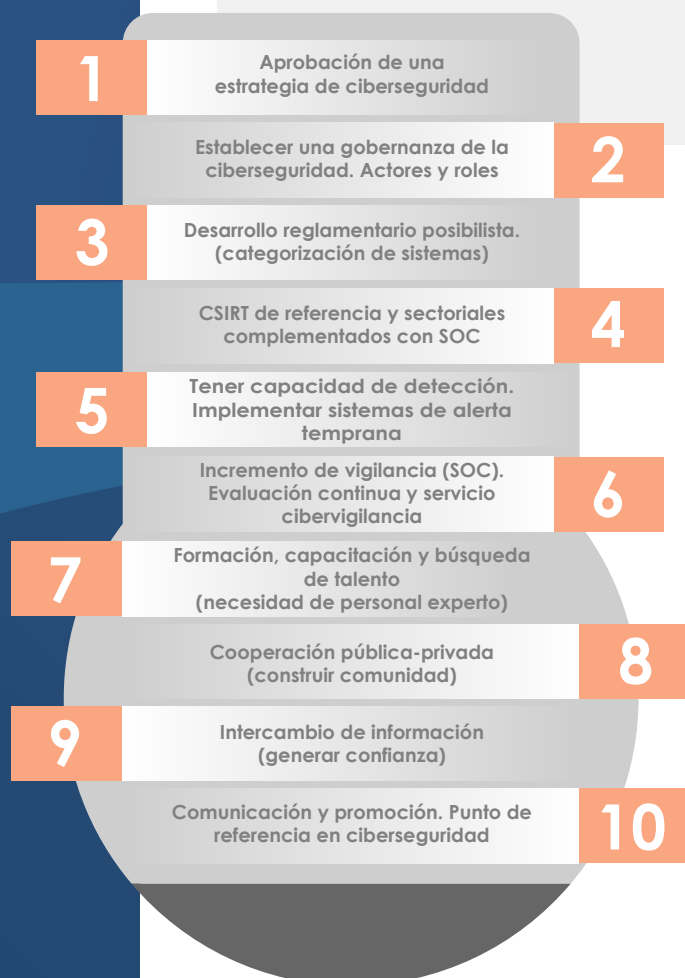 1
Aprobación de una
estrategia de ciberseguridad
Establecer una gobernanza de la
ciberseguridad. Actores y roles
2
3
Desarrollo reglamentario posibilista.
(categorización de sistemas)
CSIRT de referencia y sectoriales
complementados con SOC
4
5
Tener capacidad de detección.
Implementar sistemas de alerta
temprana
Incremento de vigilancia (SOC).
Evaluación continua y servicio
cibervigilancia
6
7
Formación, capacitación y búsqueda
de talento
(necesidad de personal experto)
Cooperación pública-privada
(construir comunidad)
8
9
Intercambio de información
(generar confianza)
Comunicación y promoción. Punto de
referencia en ciberseguridad
10